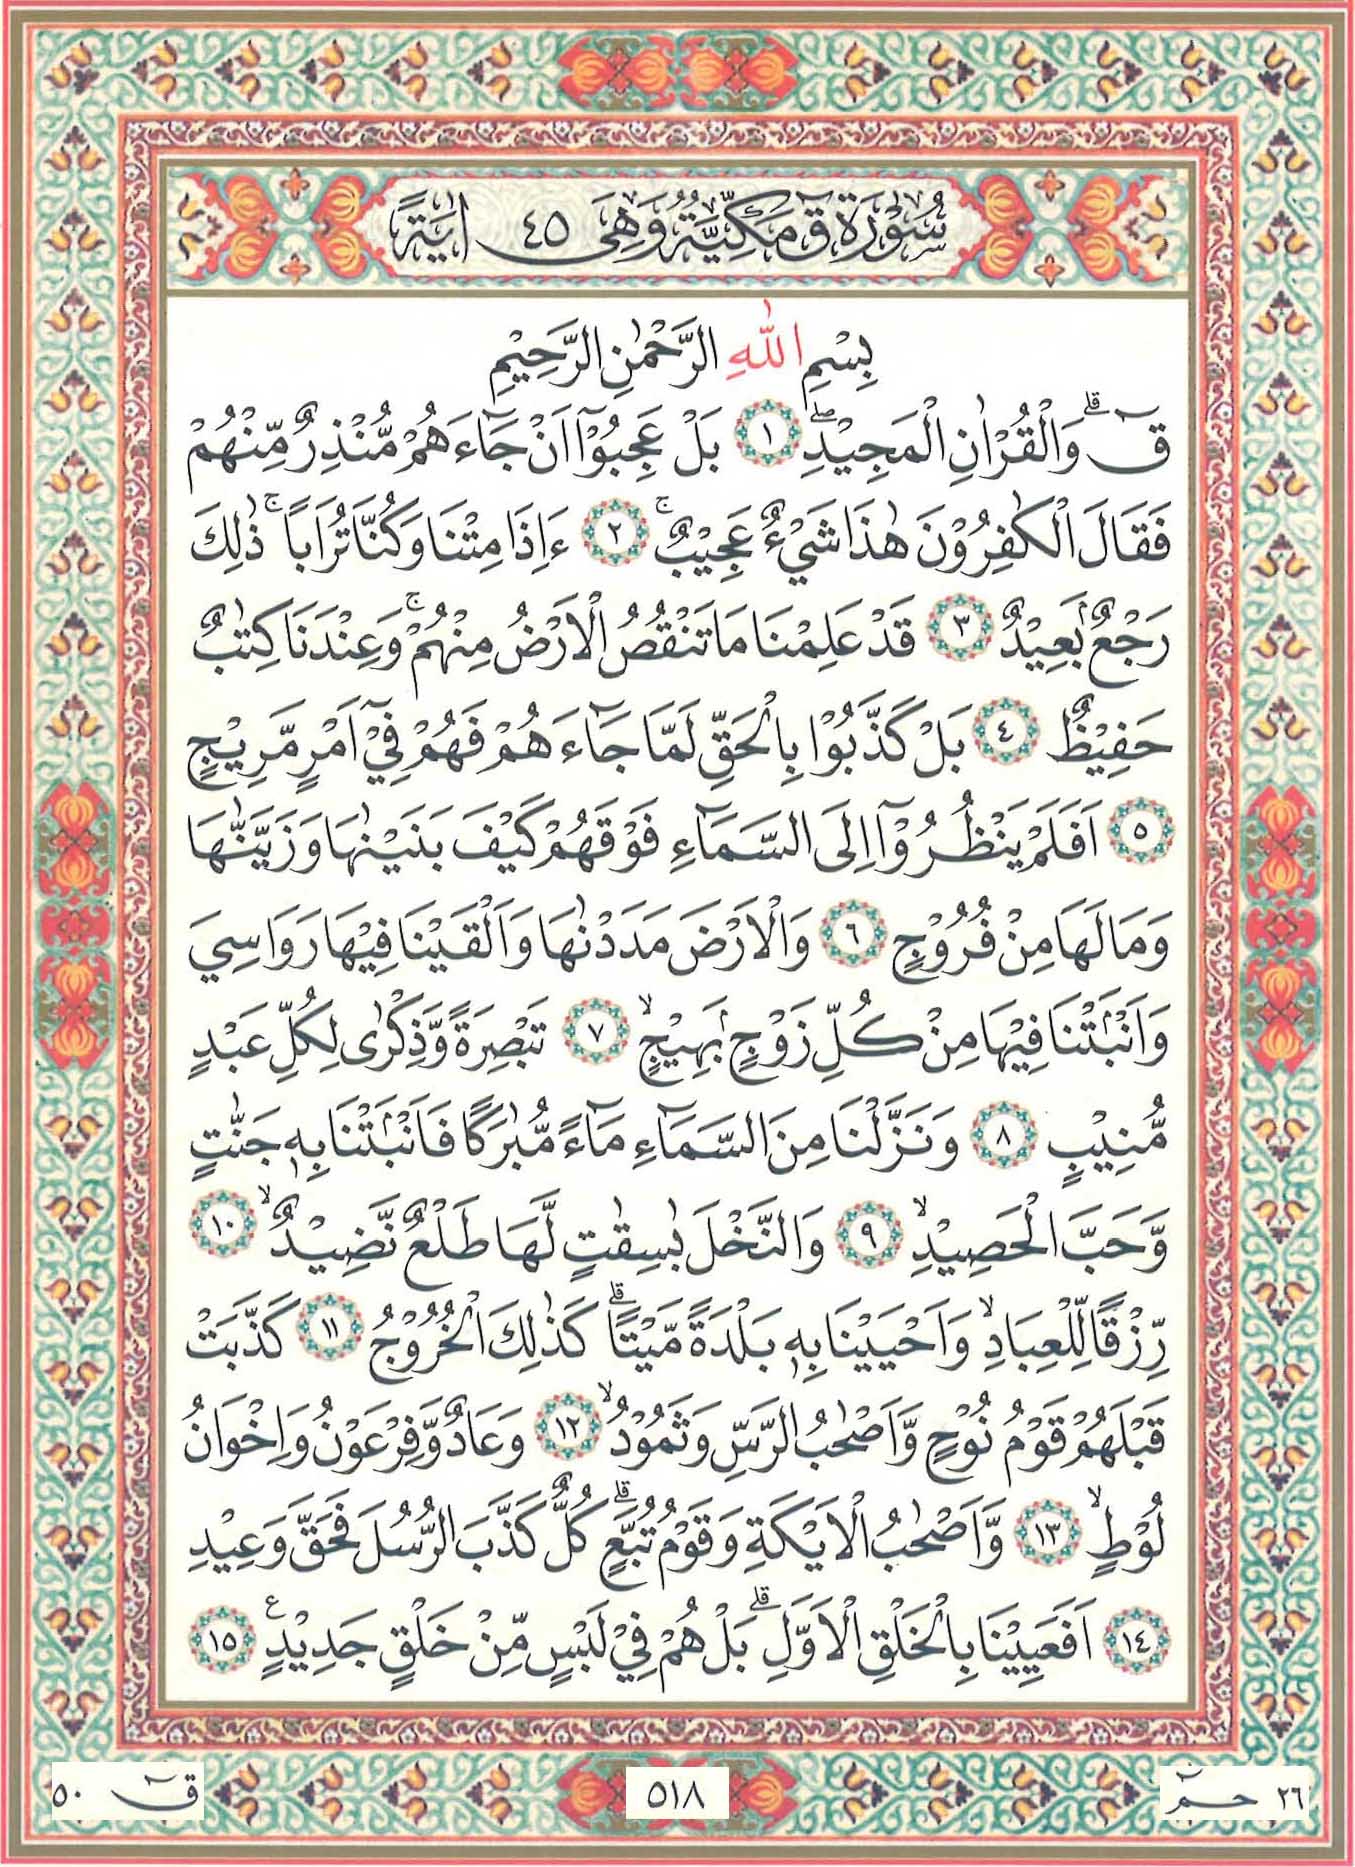 سُوْرَةُ قٓ مَكِّيَّةٌ وَهِيَ ٤٥ اٰيَةً
بِسْمِ اللّٰهِ الرَّحْمٰنِ الرَّحِيْمِ
قٓ ۗ وَالْقُرْاٰنِ الْمَجِيْدِ ۖ ١ بَلْ عَجِبُوْٓا اَنْ جَآءَهُمْ مُّنْذِرٌ مِّنْهُمْ
فَقَالَ الْكٰفِرُوْنَ هٰذَا شَيْءٌ عَجِيْبٌ ۚ ٢ ءَاِذَا مِتْنَا وَكُنَّا تُرَابًا ۚ ذٰلِكَ
رَجْعٌۢ بَعِيْدٌ ٣ قَدْ عَلِمْنَا مَا تَنْقُصُ الْاَرْضُ مِنْهُمْ ۚ وَعِنْدَنَا كِتٰبٌ
حَفِيْظٌ ٤ بَلْ كَذَّبُوْا بِالْحَقِّ لَمَّا جَآءَهُمْ فَهُمْ فِيْٓ اَمْرٍ مَّرِيْجٍ
٥ اَفَلَمْ يَنْظُرُوْٓا اِلَى السَّمَآءِ فَوْقَهُمْ كَيْفَ بَنَيْنٰهَا وَزَيَّنّٰهَا
وَمَا لَهَا مِنْ فُرُوْجٍ ٦ وَالْاَرْضَ مَدَدْنٰهَا وَاَلْقَيْنَا فِيْهَا رَوَاسِيَ
وَاَنْۢبَتْنَا فِيْهَا مِنْ كُلِّ زَوْجٍۢ بَهِيْجٍ ۙ ٧ تَبْصِرَةً وَّذِكْرٰى لِكُلِّ عَبْدٍ
مُّنِيْبٍ ٨ وَنَزَّلْنَا مِنَ السَّمَآءِ مَآءً مُّبٰرَكًا فَاَنْۢبَتْنَا بِهٖ جَنّٰتٍ
وَّحَبَّ الْحَصِيْدِ ۙ ٩ وَالنَّخْلَ بٰسِقٰتٍ لَّهَا طَلْعٌ نَّضِيْدٌ ۙ ١٠
رِّزْقًا لِّلْعِبَادِ ۙ وَاَحْيَيْنَا بِهٖ بَلْدَةً مَّيْتًا ۗ كَذٰلِكَ الْخُرُوْجُ ١١ كَذَّبَتْ
قَبْلَهُمْ قَوْمُ نُوْحٍ وَّاَصْحٰبُ الرَّسِّ وَثَمُوْدُ ۙ ١٢ وَعَادٌ وَّفِرْعَوْنُ وَاِخْوَانُ
لُوْطٍ ۙ ١٣ وَّاَصْحٰبُ الْاَيْكَةِ وَقَوْمُ تُبَّعٍ ۗ كُلٌّ كَذَّبَ الرُّسُلَ فَحَقَّ وَعِيْدِ
١٤ اَفَعَيِيْنَا بِالْخَلْقِ الْاَوَّلِ ۗ بَلْ هُمْ فِيْ لَبْسٍ مِّنْ خَلْقٍ جَدِيْدٍ ۧ ١٥
٢٦ حٰمٓ
٥١٨
قٓ ٥٠